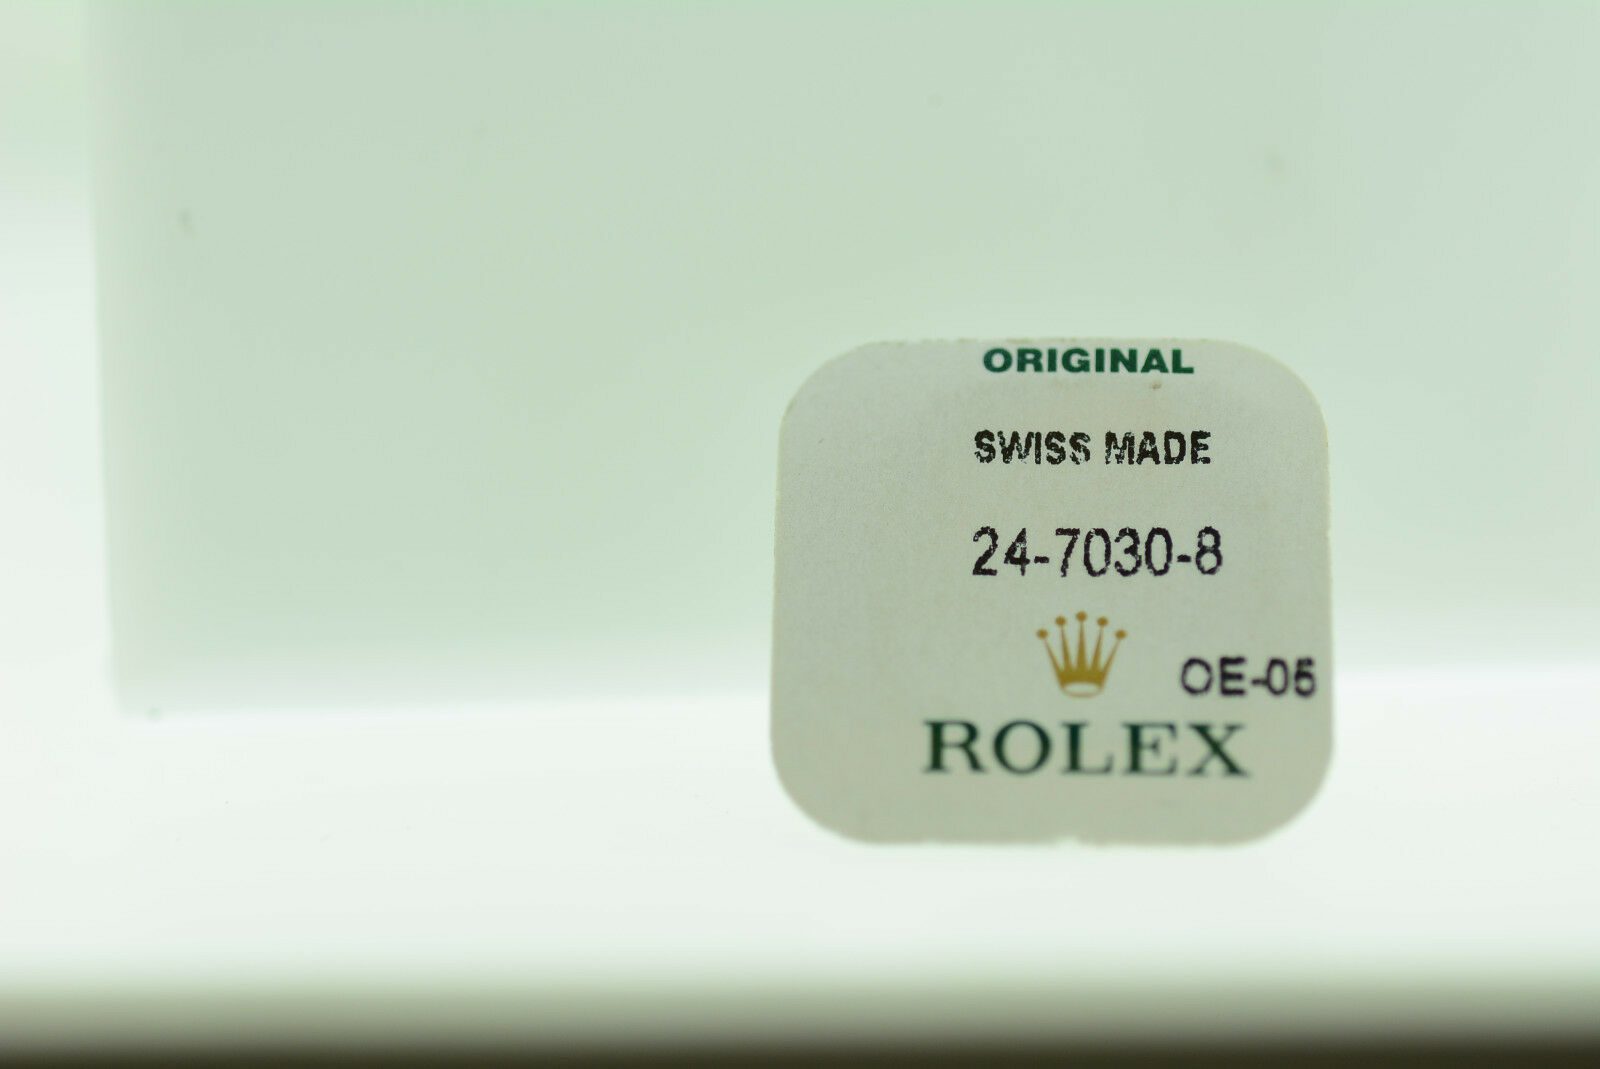 ORIGINAL
SWISS MADE
24-7030-8
OE-05
ROLEX